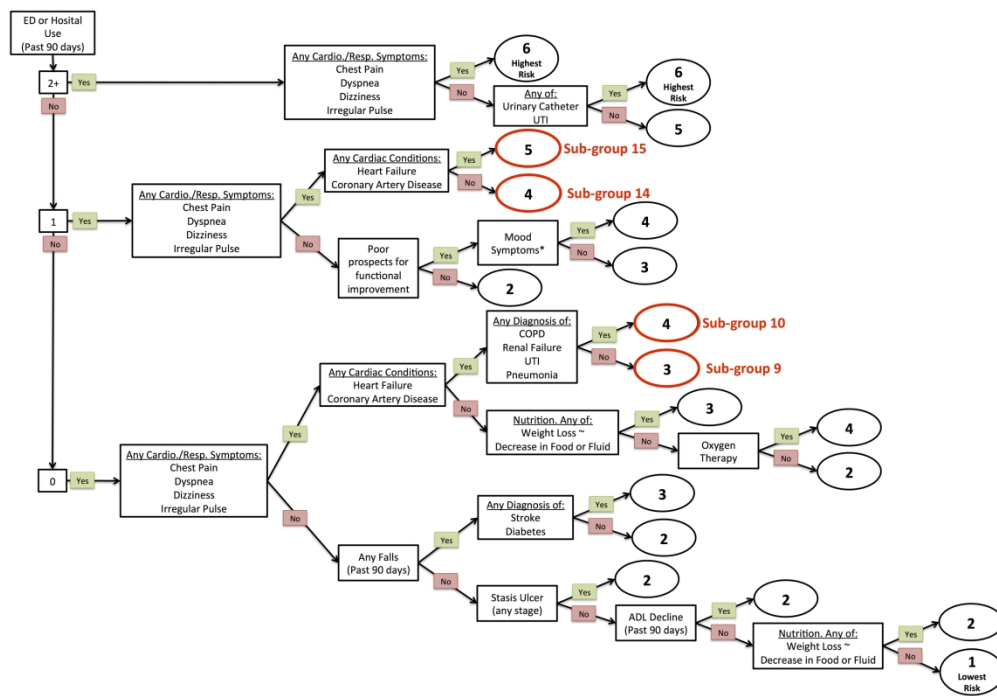 ED or Hosital
Use
(Past 90 days)
2+
Yes
No
Any Cardio./Resp. Symptoms:
Chest Pain
Dyspnea
Dizziness
Irregular Pulse
Yes
No
6
Highest
Risk
Any of:
Urinary Catheter
UTI
Yes
No
6
Highest
Risk
5
1
Yes
No
Any Cardio./Resp. Symptoms:
Chest Pain
Dyspnea
Dizziness
Irregular Pulse
Yes
No
Any Cardiac Conditions:
Heart Failure
Coronary Artery Disease
Yes
No
5
Sub-group 15
4
Sub-group 14
Poor
prospects for
functional
improvement
Yes
No
Mood
Symptoms*
Yes
No
4
3
2
0
Yes
Any Cardio./Resp. Symptoms:
Chest Pain
Dyspnea
Dizziness
Irregular Pulse
Yes
No
Any Cardiac Conditions:
Heart Failure
Coronary Artery Disease
Yes
No
Any Diagnosis of:
COPD
Renal Failure
UTI
Pneumonia
Yes
No
4
Sub-group 10
3
Sub-group 9
Nutrition. Any of:
Weight Loss ~
Decrease in Food or Fluid
Yes
No
3
Oxygen
Therapy
Yes
No
4
2
Any Falls
(Past 90 days)
Yes
No
Any Diagnosis of:
Stroke
Diabetes
Yes
No
3
2
Stasis Ulcer
(any stage)
Yes
No
2
ADL Decline
(Past 90 days)
Yes
No
2
Nutrition. Any of:
Weight Loss ~
Decrease in Food or Fluid
Yes
No
2
1
Lowest
Risk